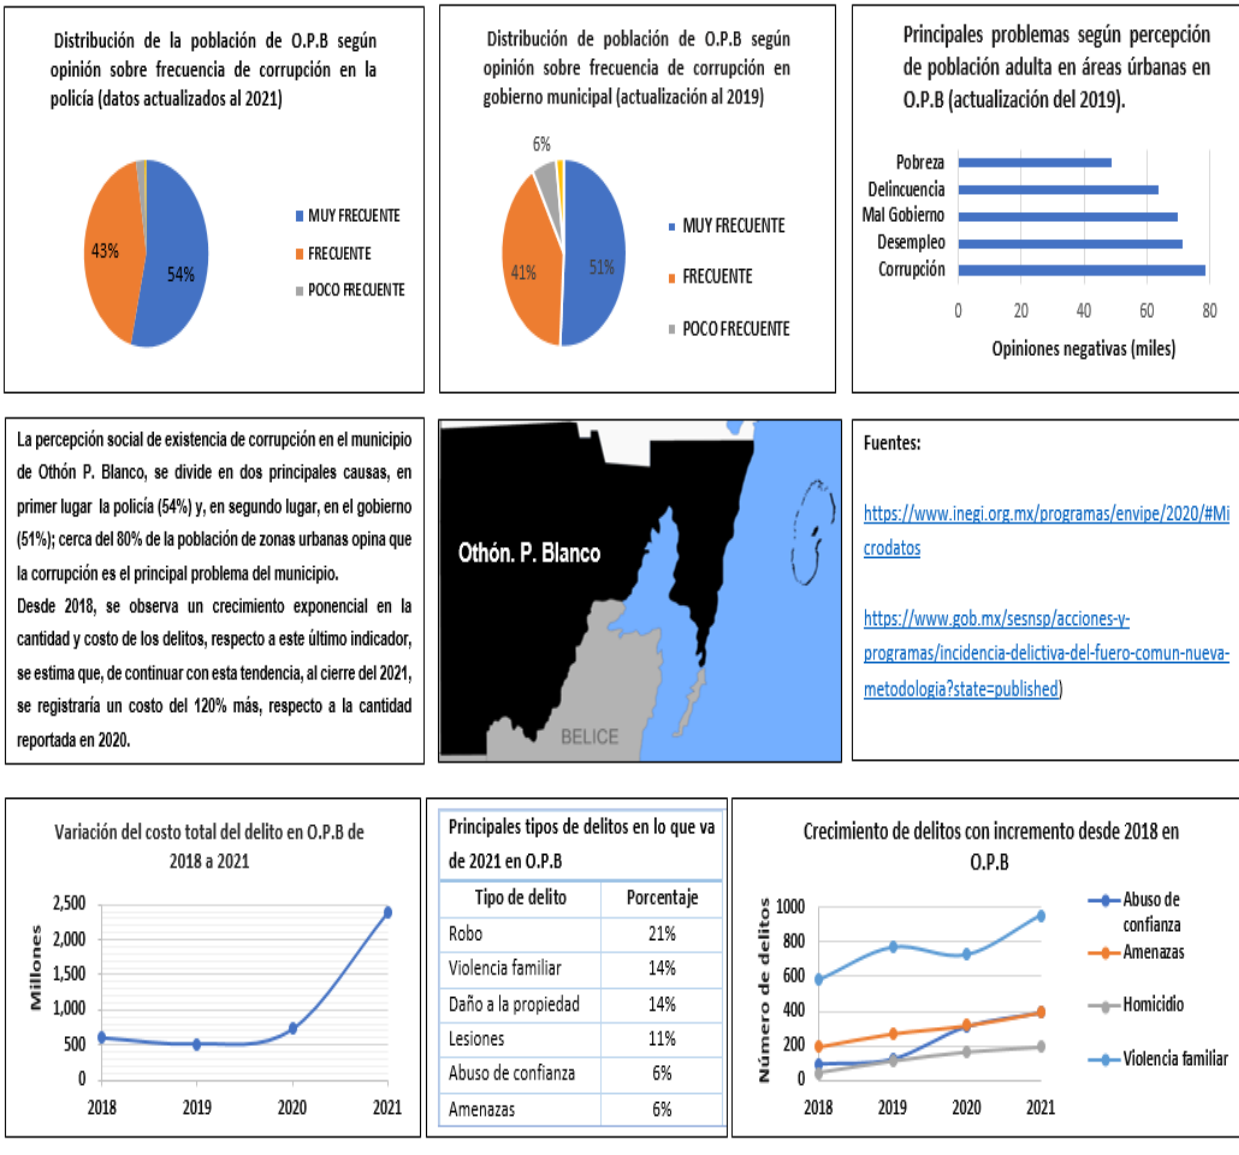 Distribución de la población de O.P.B según
opinión sobre frecuencia de corrupción en la
policía (datos actualizados al 2021)
43%
54%
MUY FRECUENTE
FRECUENTE
POCO FRECUENTE
Distribución de población de O.P.B según
opinión sobre frecuencia de corrupción en
gobierno municipal (actualización al 2019)
6%
41%
51%
MUY FRECUENTE
FRECUENTE
POCO FRECUENTE
Principales problemas según percepción
de población adulta en áreas úrbanas en
O.P.B (actualización del 2019).
Pobreza
Delincuencia
Mal Gobierno
Desempleo
Corrupción
0 20 40 60 80
Opiniones negativas (miles)
La percepción social de existencia de corrupción en el municipio
de Othón P. Blanco, se divide en dos principales causas, en
primer lugar la policía (54%) y, en segundo lugar, en el gobierno
(51%); cerca del 80% de la población de zonas urbanas opina que
la corrupción es el principal problema del municipio.
Desde 2018, se observa un crecimiento exponencial en la
cantidad y costo de los delitos, respecto a este último indicador,
se estima que, de continuar con esta tendencia, al cierre del 2021,
se registraría un costo del 120% más, respecto a la cantidad
reportada en 2020.
Othón. P. Blanco
BELICE
Fuentes:
https://www.inegi.org.mx/programas/envipe/2020/#Mi
crodatos
https://www.gob.mx/sesnsp/acciones-y-
programas/incidencia-delictiva-del-fuero-comun-nueva-
metodologia?state=published)
Variación del costo total del delito en O.P.B de
2018 a 2021
Millones
2,500
2,000
1,500
1,000
500
0
2018 2019 2020 2021
Principales tipos de delitos en lo que va
de 2021 en O.P.B
Tipo de delito Porcentaje
Robo 21%
Violencia familiar 14%
Daño a la propiedad 14%
Lesiones 11%
Abuso de confianza 6%
Amenazas 6%
Crecimiento de delitos con incremento desde 2018 en
O.P.B
Número de delitos
1000
800
600
400
200
0
2018 2019 2020 2021
Abuso de
confianza
Amenazas
Homicidio
Violencia familiar